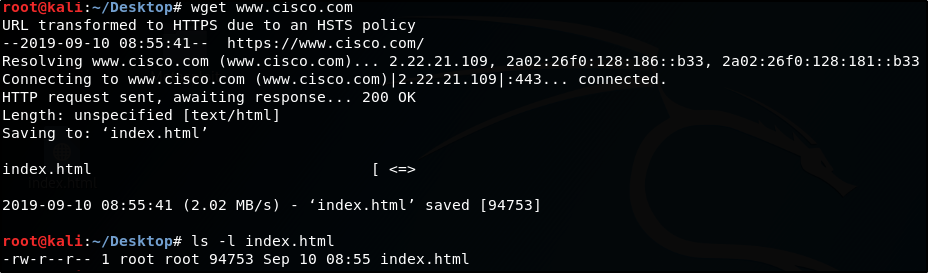 root@kali:~/Desktop# wget www.cisco.com
URL transformed to HTTPS due to an HSTS policy
--2019-09-10 08:55:41--  https://www.cisco.com/
Resolving www.cisco.com (www.cisco.com)... 2.22.21.109, 2a02:26f0:128:186::b33, 2a02:26f0:128:181::b33
Connecting to www.cisco.com (www.cisco.com)|2.22.21.109|:443... connected.
HTTP request sent, awaiting response... 200 OK
Length: unspecified [text/html]
Saving to: ‘index.html’
index.html                               [ <=>
index.html
2019-09-10 08:55:41 (2.02 MB/s) - ‘index.html’ saved [94753]
root@kali:~/Desktop# ls -l index.html
-rw-r--r-- 1 root root 94753 Sep 10 08:55 index.html